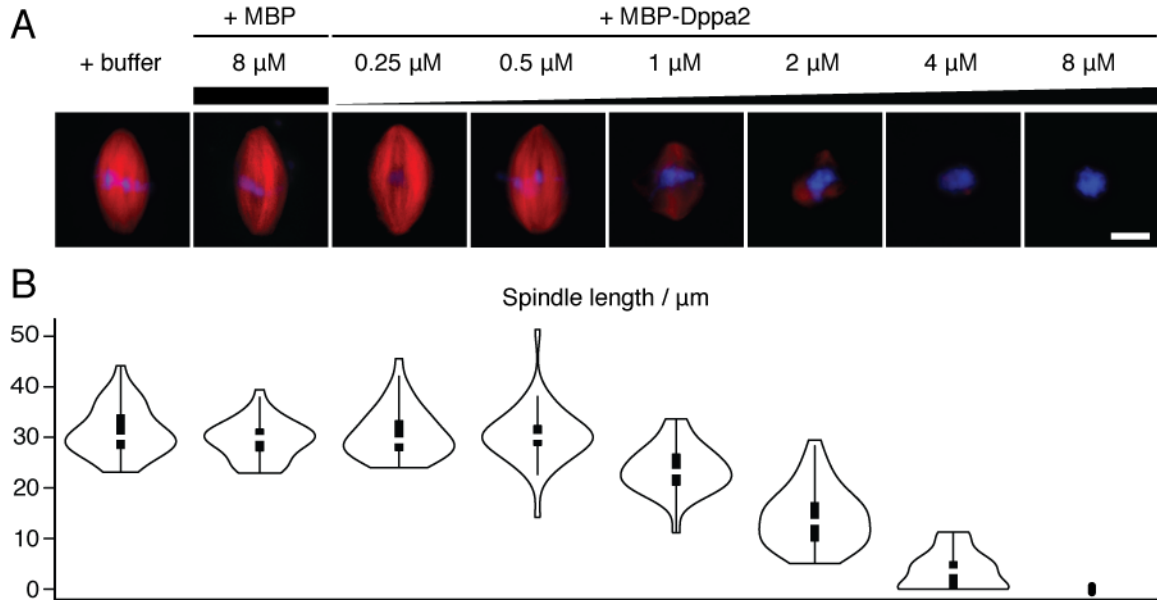 A
+ MBP
+ MBP-Dppa2
+ buffer
8 µM
0.25 µM
0.5 µM
1 µM
2 µM
4 µM
8 µM
B
Spindle length / µm
50
40
30
20
10
0